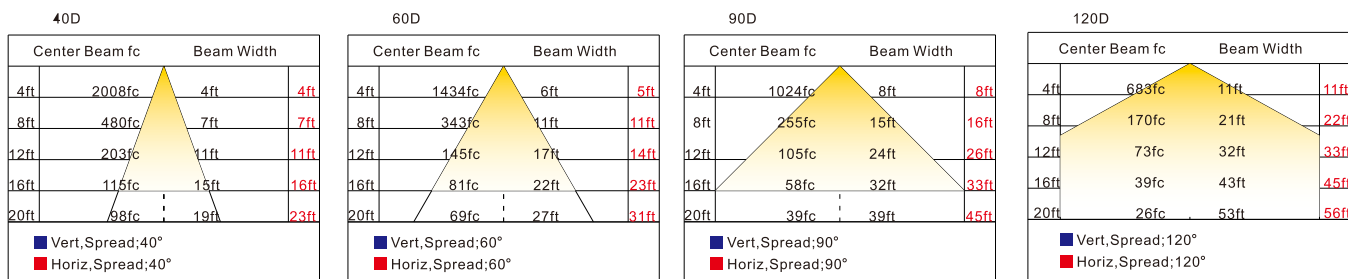 40D
Center Beam fc Beam Width
4ft 2008fc 4ft 4ft
8ft 480fc 7ft 7ft
12ft 203fc 11ft 11ft
16ft 115fc 15ft 16ft
20ft 98fc 19ft 23ft
Vert,Spread;40°
Horiz,Spread;40°
60D
Center Beam fc Beam Width
4ft 1434fc 6ft 5ft
8ft 343fc 11ft 11ft
12ft 145fc 17ft 14ft
16ft 81fc 22ft 23ft
20ft 69fc 27ft 31ft
Vert,Spread;60°
Horiz,Spread;60°
90D
Center Beam fc Beam Width
4ft 1024fc 8ft 8ft
8ft 255fc 15ft 16ft
12ft 105fc 24ft 26ft
16ft 58fc 32ft 33ft
20ft 39fc 39ft 45ft
Vert,Spread;90°
Horiz,Spread;90°
120D
Center Beam fc Beam Width
4ft 683fc 11ft 11ft
8ft 170fc 21ft 22ft
12ft 73fc 32ft 33ft
16ft 39fc 43ft 45ft
20ft 26fc 53ft 56ft
Vert,Spread;120°
Horiz,Spread;120°